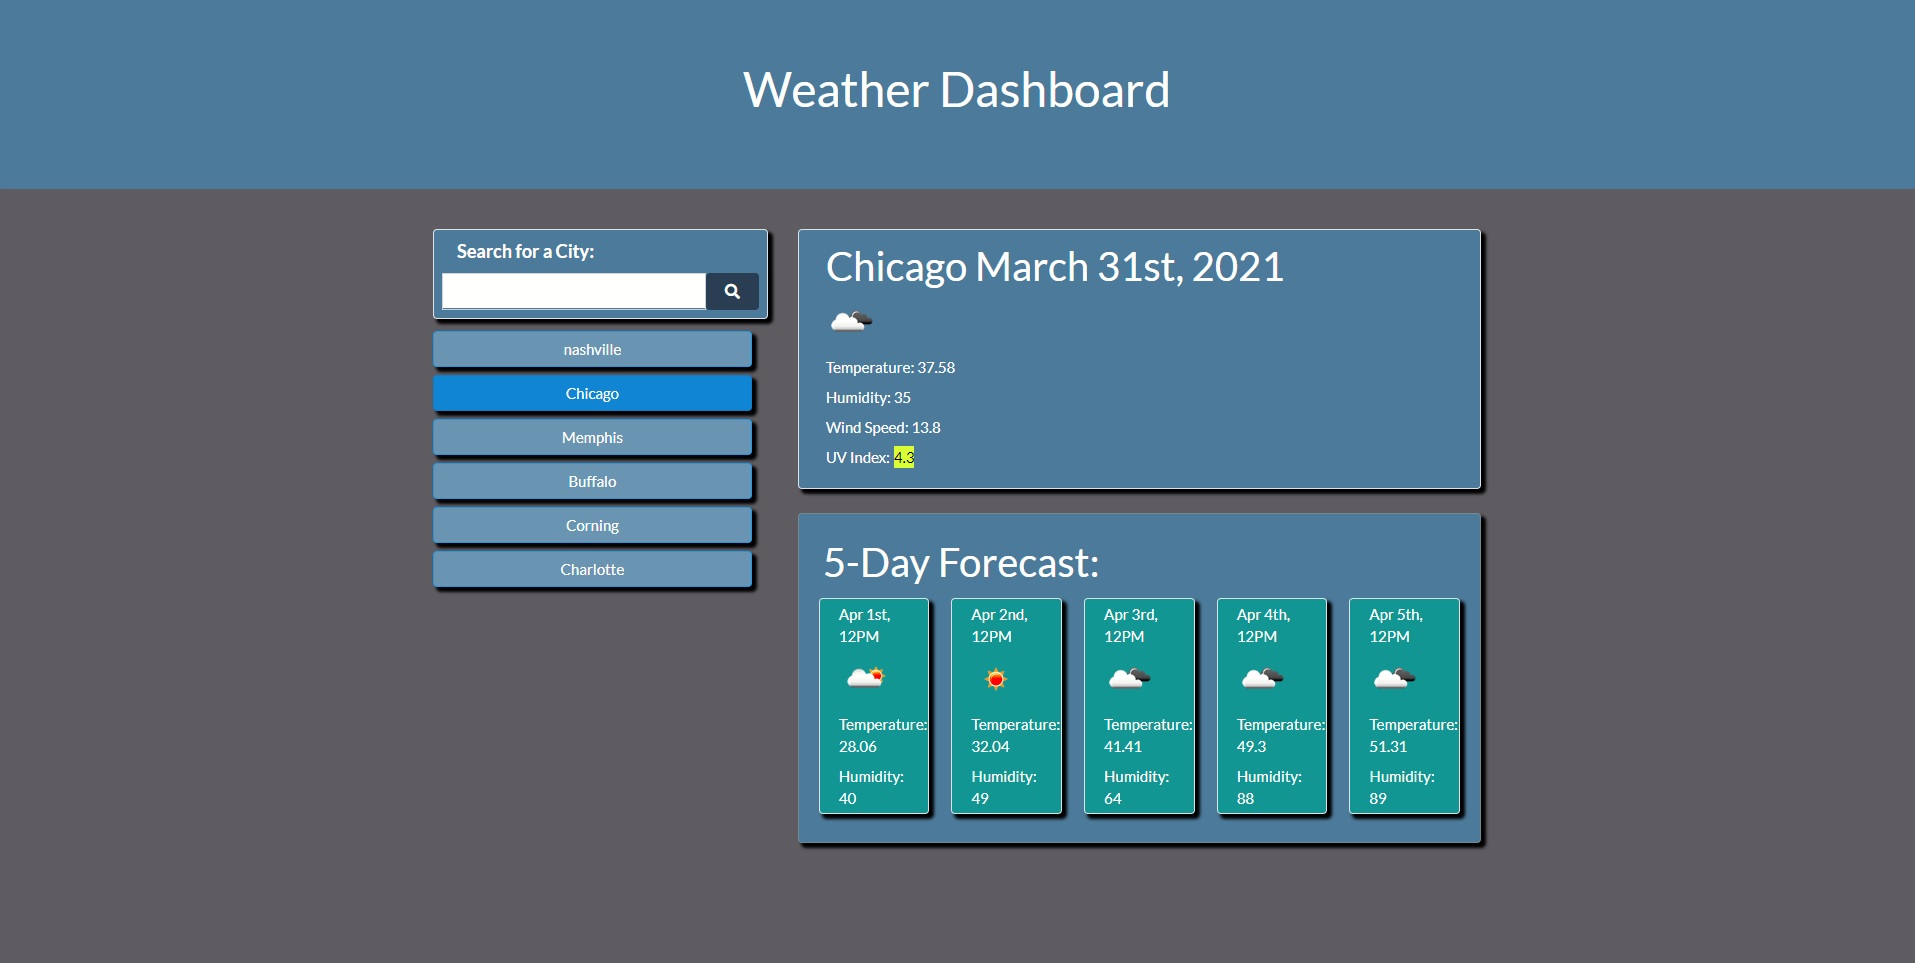 Weather Dashboard
Search for a City:
nashville
Chicago
Memphis
Buffalo
Corning
Charlotte
Chicago March 31st, 2021
Temperature: 37.58
Humidity: 35
Wind Speed: 13.8
UV Index: 4.3
5-Day Forecast:
Apr 1st,
12PM
Temperature:
28.06
Humidity:
40
Apr 2nd,
12PM
Temperature:
32.04
Humidity:
49
Apr 3rd,
12PM
Temperature:
41.41
Humidity:
64
Apr 4th,
12PM
Temperature:
49.3
Humidity:
88
Apr 5th,
12PM
Temperature:
51.31
Humidity:
89